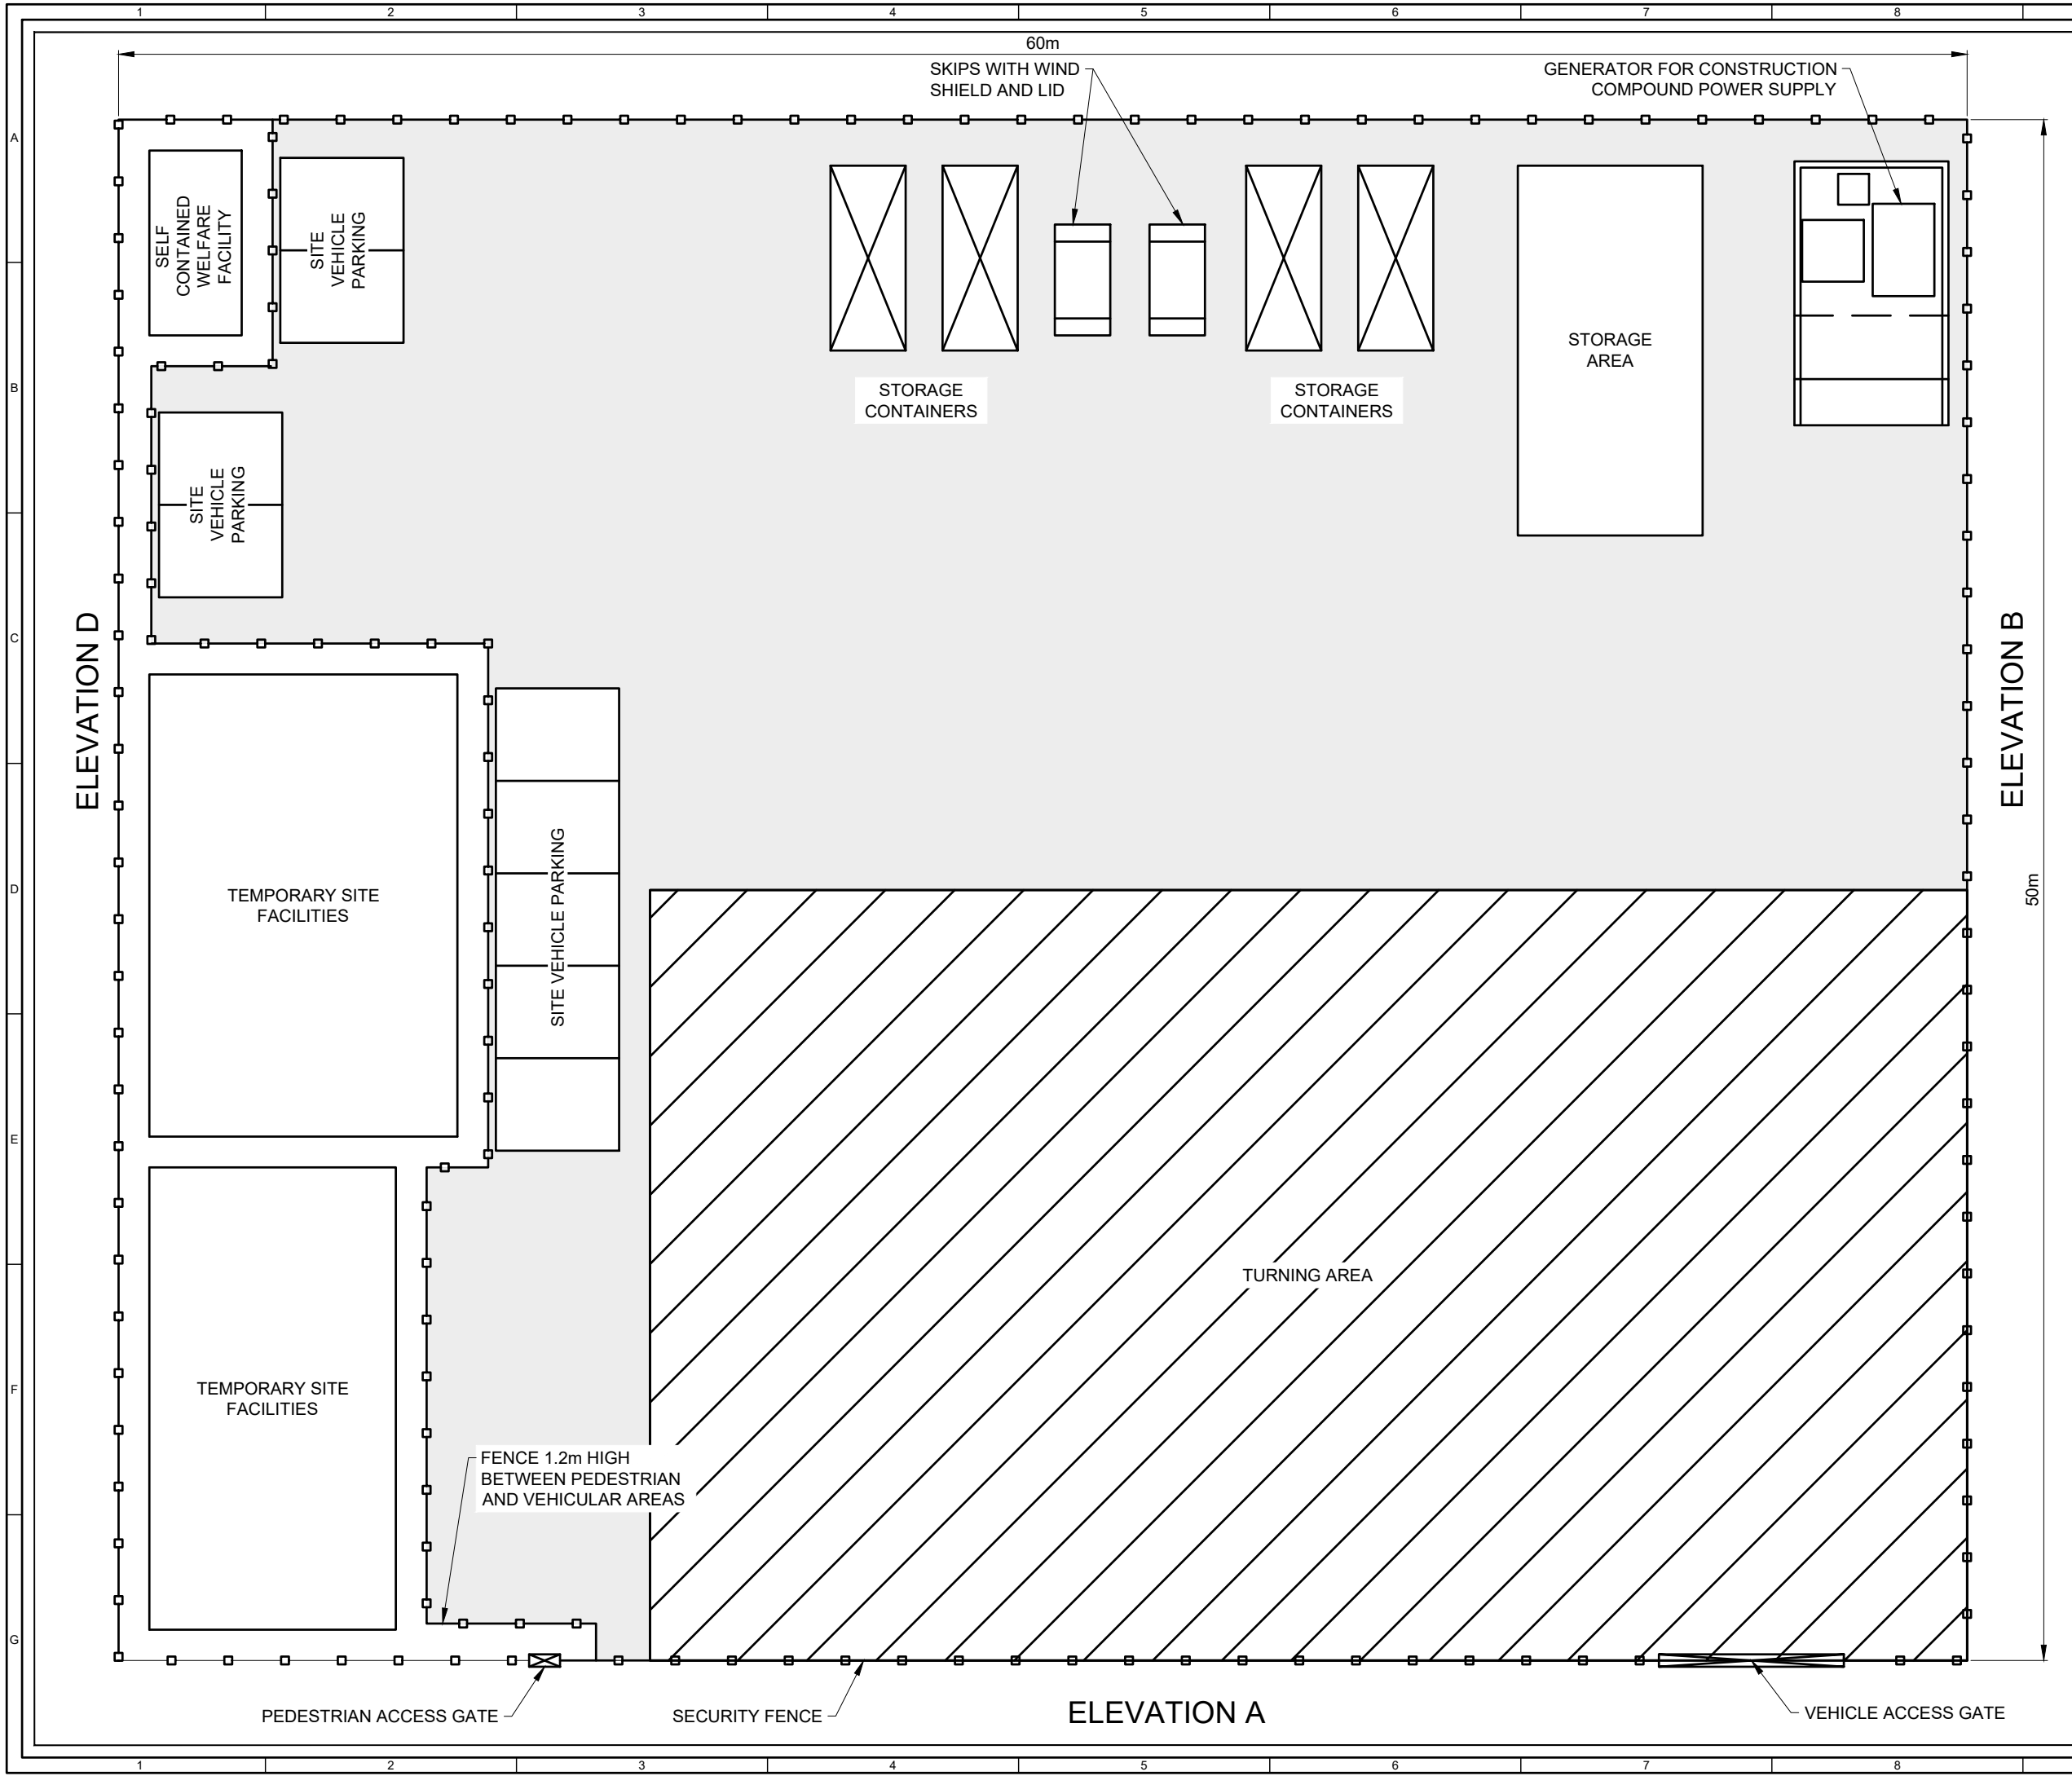 1 2 3 4 5 6 7 8
60m
SKIPS WITH WIND
SHIELD AND LID
GENERATOR FOR CONSTRUCTION
COMPOUND POWER SUPPLY
A
SELF
CONTAINED
WELFARE
FACILITY
SITE
VEHICLE
PARKING
STORAGE
AREA
B
STORAGE
CONTAINERS
STORAGE
CONTAINERS
SITE
VEHICLE
PARKING
C
ELEVATION D
ELEVATION B
D
TEMPORARY SITE
FACILITIES
SITE VEHICLE PARKING
50m
E
TURNING AREA
F
TEMPORARY SITE
FACILITIES
FENCE 1.2m HIGH
BETWEEN PEDESTRIAN
AND VEHICULAR AREAS
G
PEDESTRIAN ACCESS GATE
SECURITY FENCE
ELEVATION A
VEHICLE ACCESS GATE
1 2 3 4 5 6 7 8